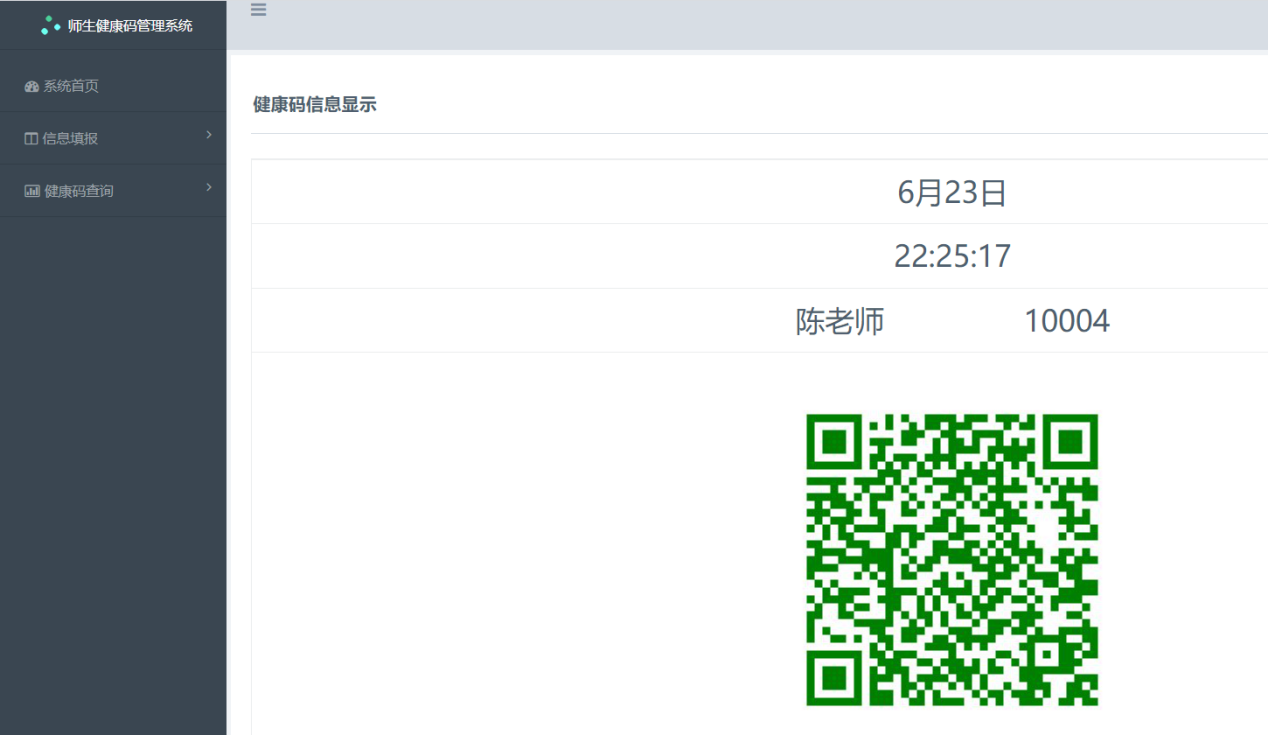 师生健康码管理系统
系统首页
信息填报
健康码查询
健康码信息显示
6月23日
22:25:17
陈老师 10004